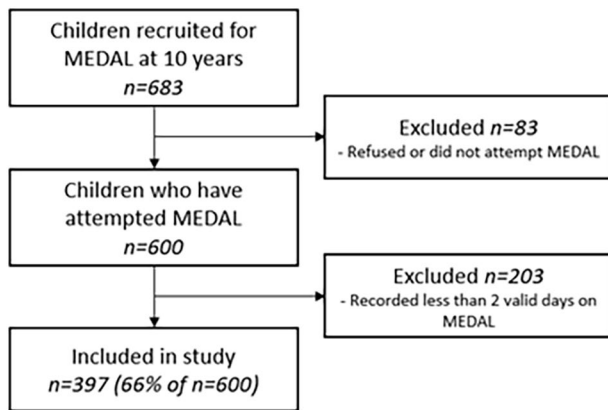 Children recruited for
MEDAL at 10 years
n=683
Excluded n=83
- Refused or did not attempt MEDAL
Children who have
attempted MEDAL
n=600
Excluded n=203
- Recorded less than 2 valid days on
MEDAL
Included in study
n=397 (66% of n=600)